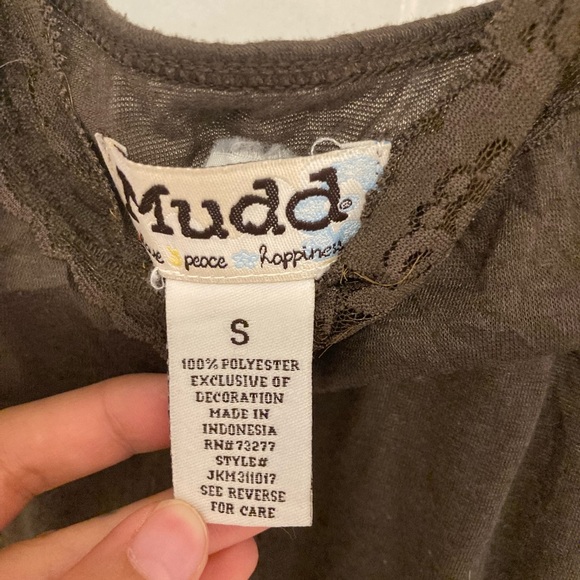 Mudd®
peace happiness
S
100% POLYESTER
EXCLUSIVE OF
DECORATION
MADE IN
INDONESIA
RN# 73277
STYLE#
JKM311017
SEE REVERSE
FOR CARE